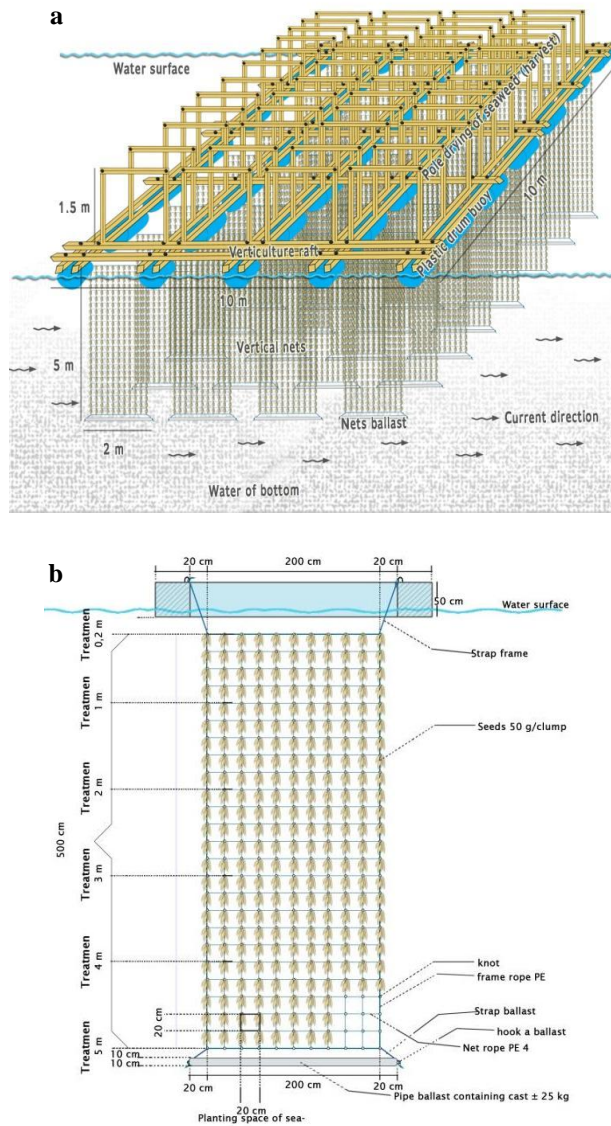 a
Water surface
Pole drying of seaweed (harvest)
1.5 m
10 m
Plastic drum buoy
Verticulture raft
10 m
Vertical nets
5 m
Nets ballast
Current direction
2 m
Water of bottom
b
20 cm
200 cm
20 cm
50 cm
Water surface
Treatmen
0,2 m
Strap frame
Treatmen
1 m
Seeds 50 g/clump
Treatmen
2 m
500 cm
Treatmen
3 m
Treatmen
4 m
knot
frame rope PE
20 cm
Strap ballast
Treatmen
5 m
hook a ballast
10 cm
Net rope PE 4
10 cm
20 cm
200 cm
20 cm
Pipe ballast containing cast ± 25 kg
20 cm
Planting space of sea-